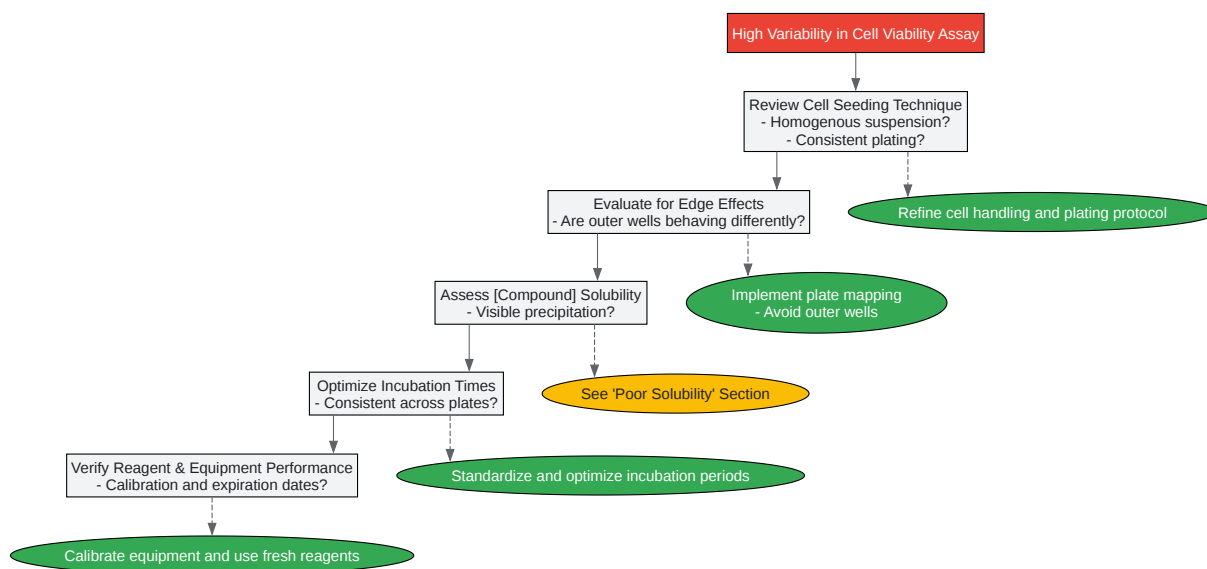 High Variability in Cell Viability Assay
Review Cell Seeding Technique
- Homogenous suspension?
- Consistent plating?
Refine cell handling and plating protocol
Evaluate for Edge Effects
- Are outer wells behaving differently?
Implement plate mapping
- Avoid outer wells
Assess [Compound] Solubility
- Visible precipitation?
See 'Poor Solubility' Section
Optimize Incubation Times
- Consistent across plates?
Standardize and optimize incubation periods
Verify Reagent & Equipment Performance
- Calibration and expiration dates?
Calibrate equipment and use fresh reagents